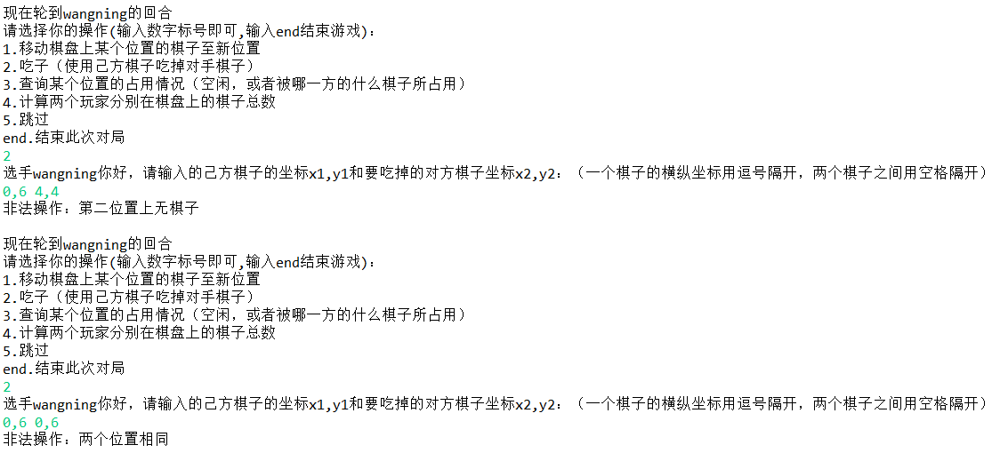 现在轮到wangning的回合
请选择你的操作(输入数字标号即可,输入end结束游戏):
1.移动棋盘上某个位置的棋子至新位置
2.吃子（使用己方棋子吃掉对手棋子）
3.查询某个位置的占用情况（空闲，或者被哪一方的什么棋子所占用）
4.计算两个玩家分别在棋盘上的棋子总数
5.跳过
end.结束此次对局
2
选手wangning你好，请输入的己方棋子的坐标x1,y1和要吃掉的对方棋子坐标x2,y2：（一个棋子的横纵坐标用逗号隔开，两个棋子之间用空格隔开）
0,6 4,4
非法操作：第二位置上无棋子
现在轮到wangning的回合
请选择你的操作(输入数字标号即可,输入end结束游戏):
1.移动棋盘上某个位置的棋子至新位置
2.吃子（使用己方棋子吃掉对手棋子）
3.查询某个位置的占用情况（空闲，或者被哪一方的什么棋子所占用）
4.计算两个玩家分别在棋盘上的棋子总数
5.跳过
end.结束此次对局
2
选手wangning你好，请输入的己方棋子的坐标x1,y1和要吃掉的对方棋子坐标x2,y2：（一个棋子的横纵坐标用逗号隔开，两个棋子之间用空格隔开）
0,6 0,6
非法操作：两个位置相同